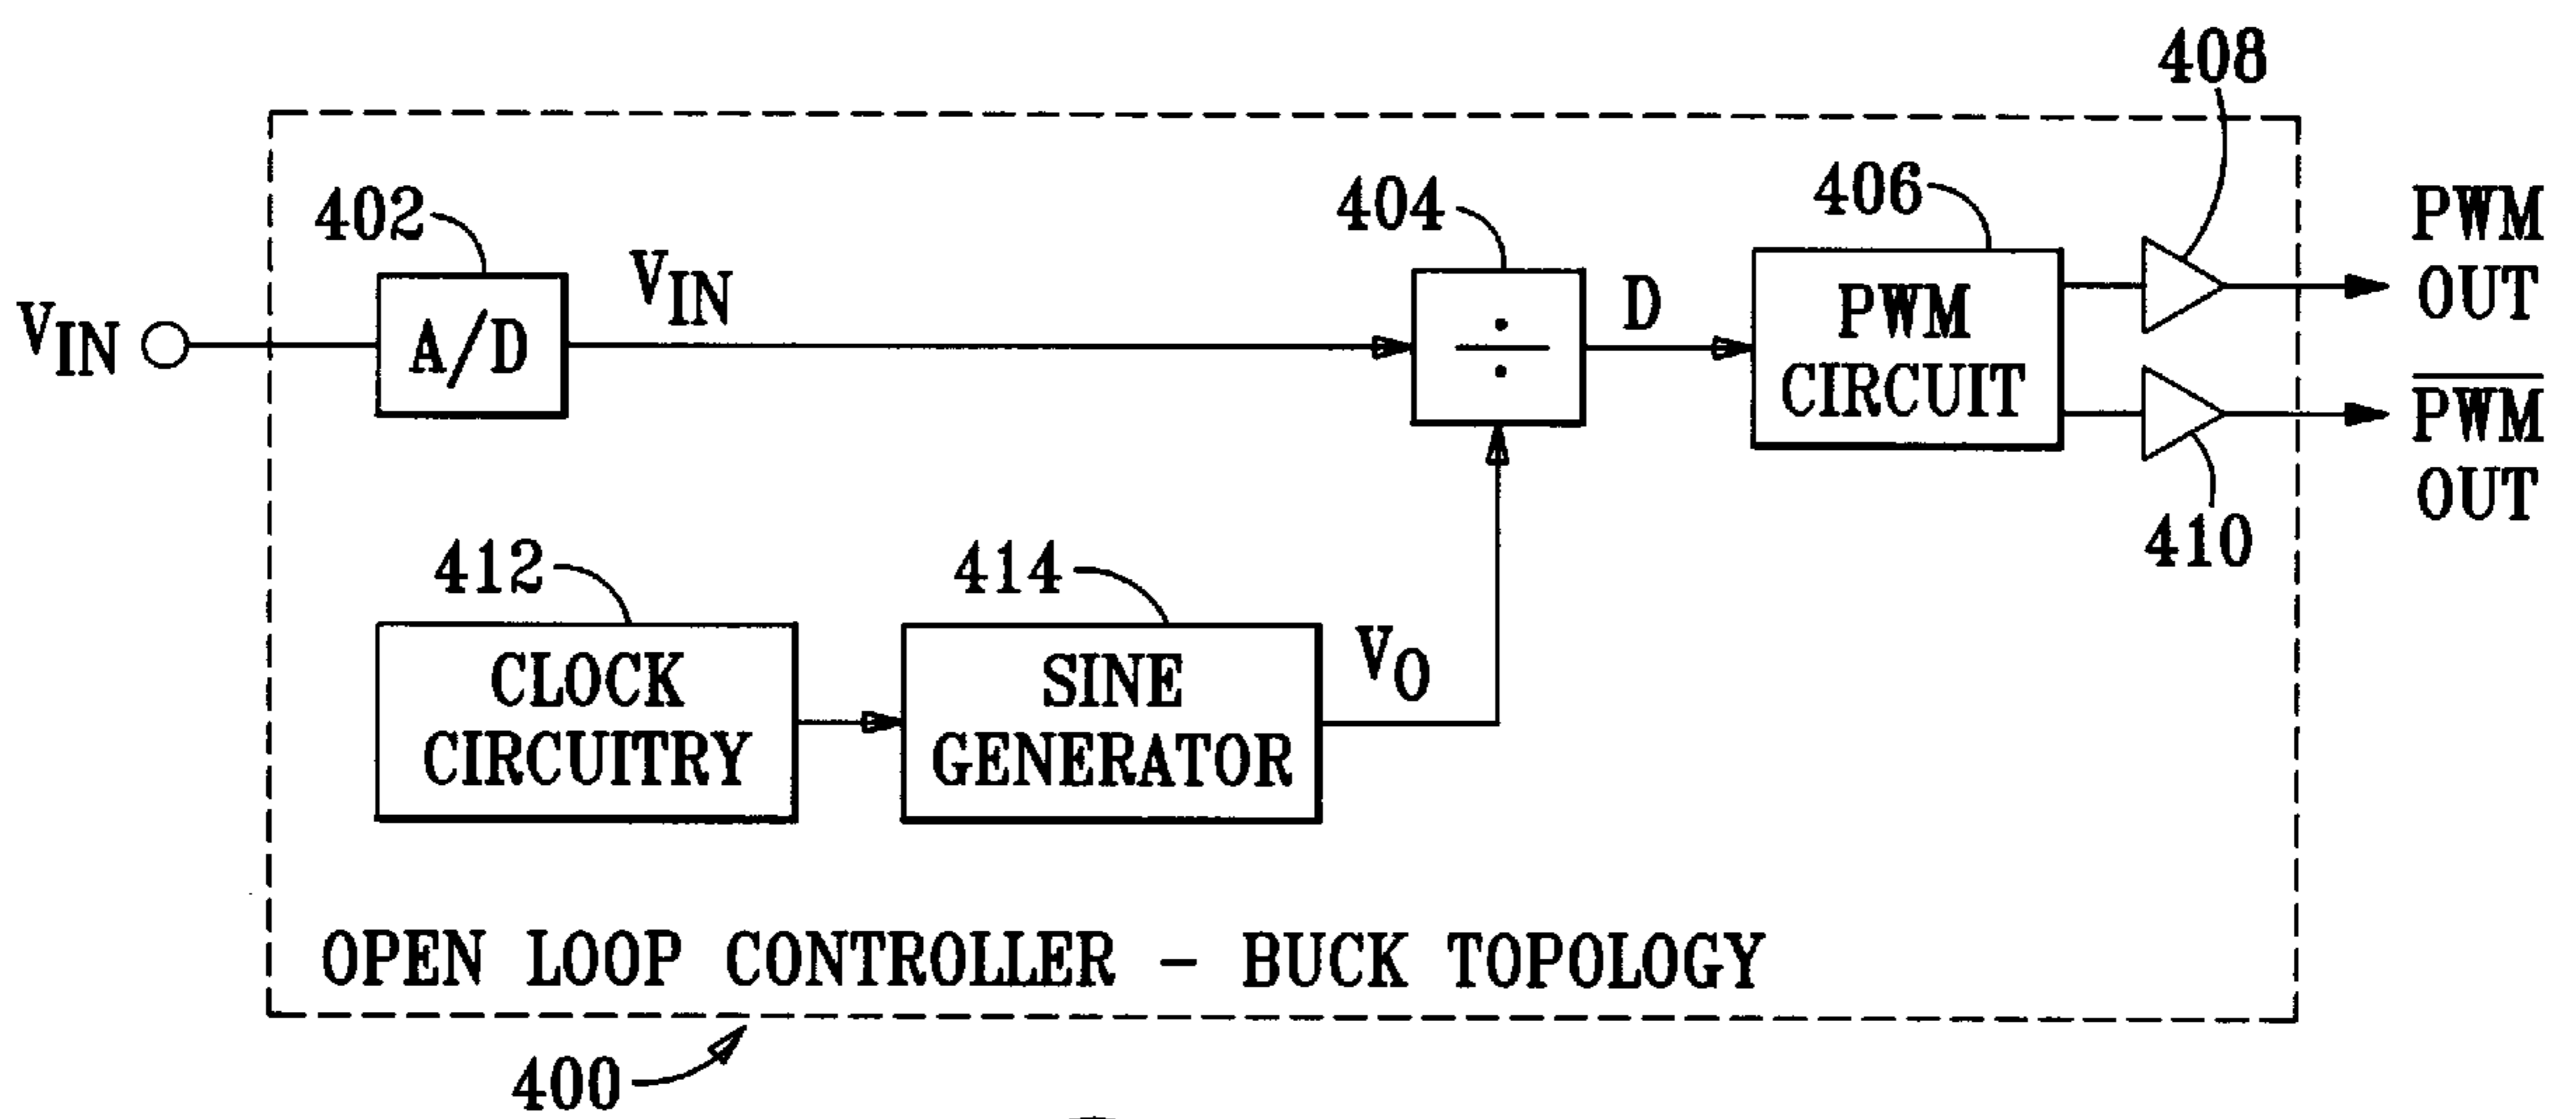 408
406
404
402
PWM
OUT
V_IN
V_IN
A/D
÷
D
PWM
CIRCUIT
P̅W̅M̅
OUT
410
412
414
CLOCK
CIRCUITRY
SINE
GENERATOR
V_O
OPEN LOOP CONTROLLER - BUCK TOPOLOGY
400